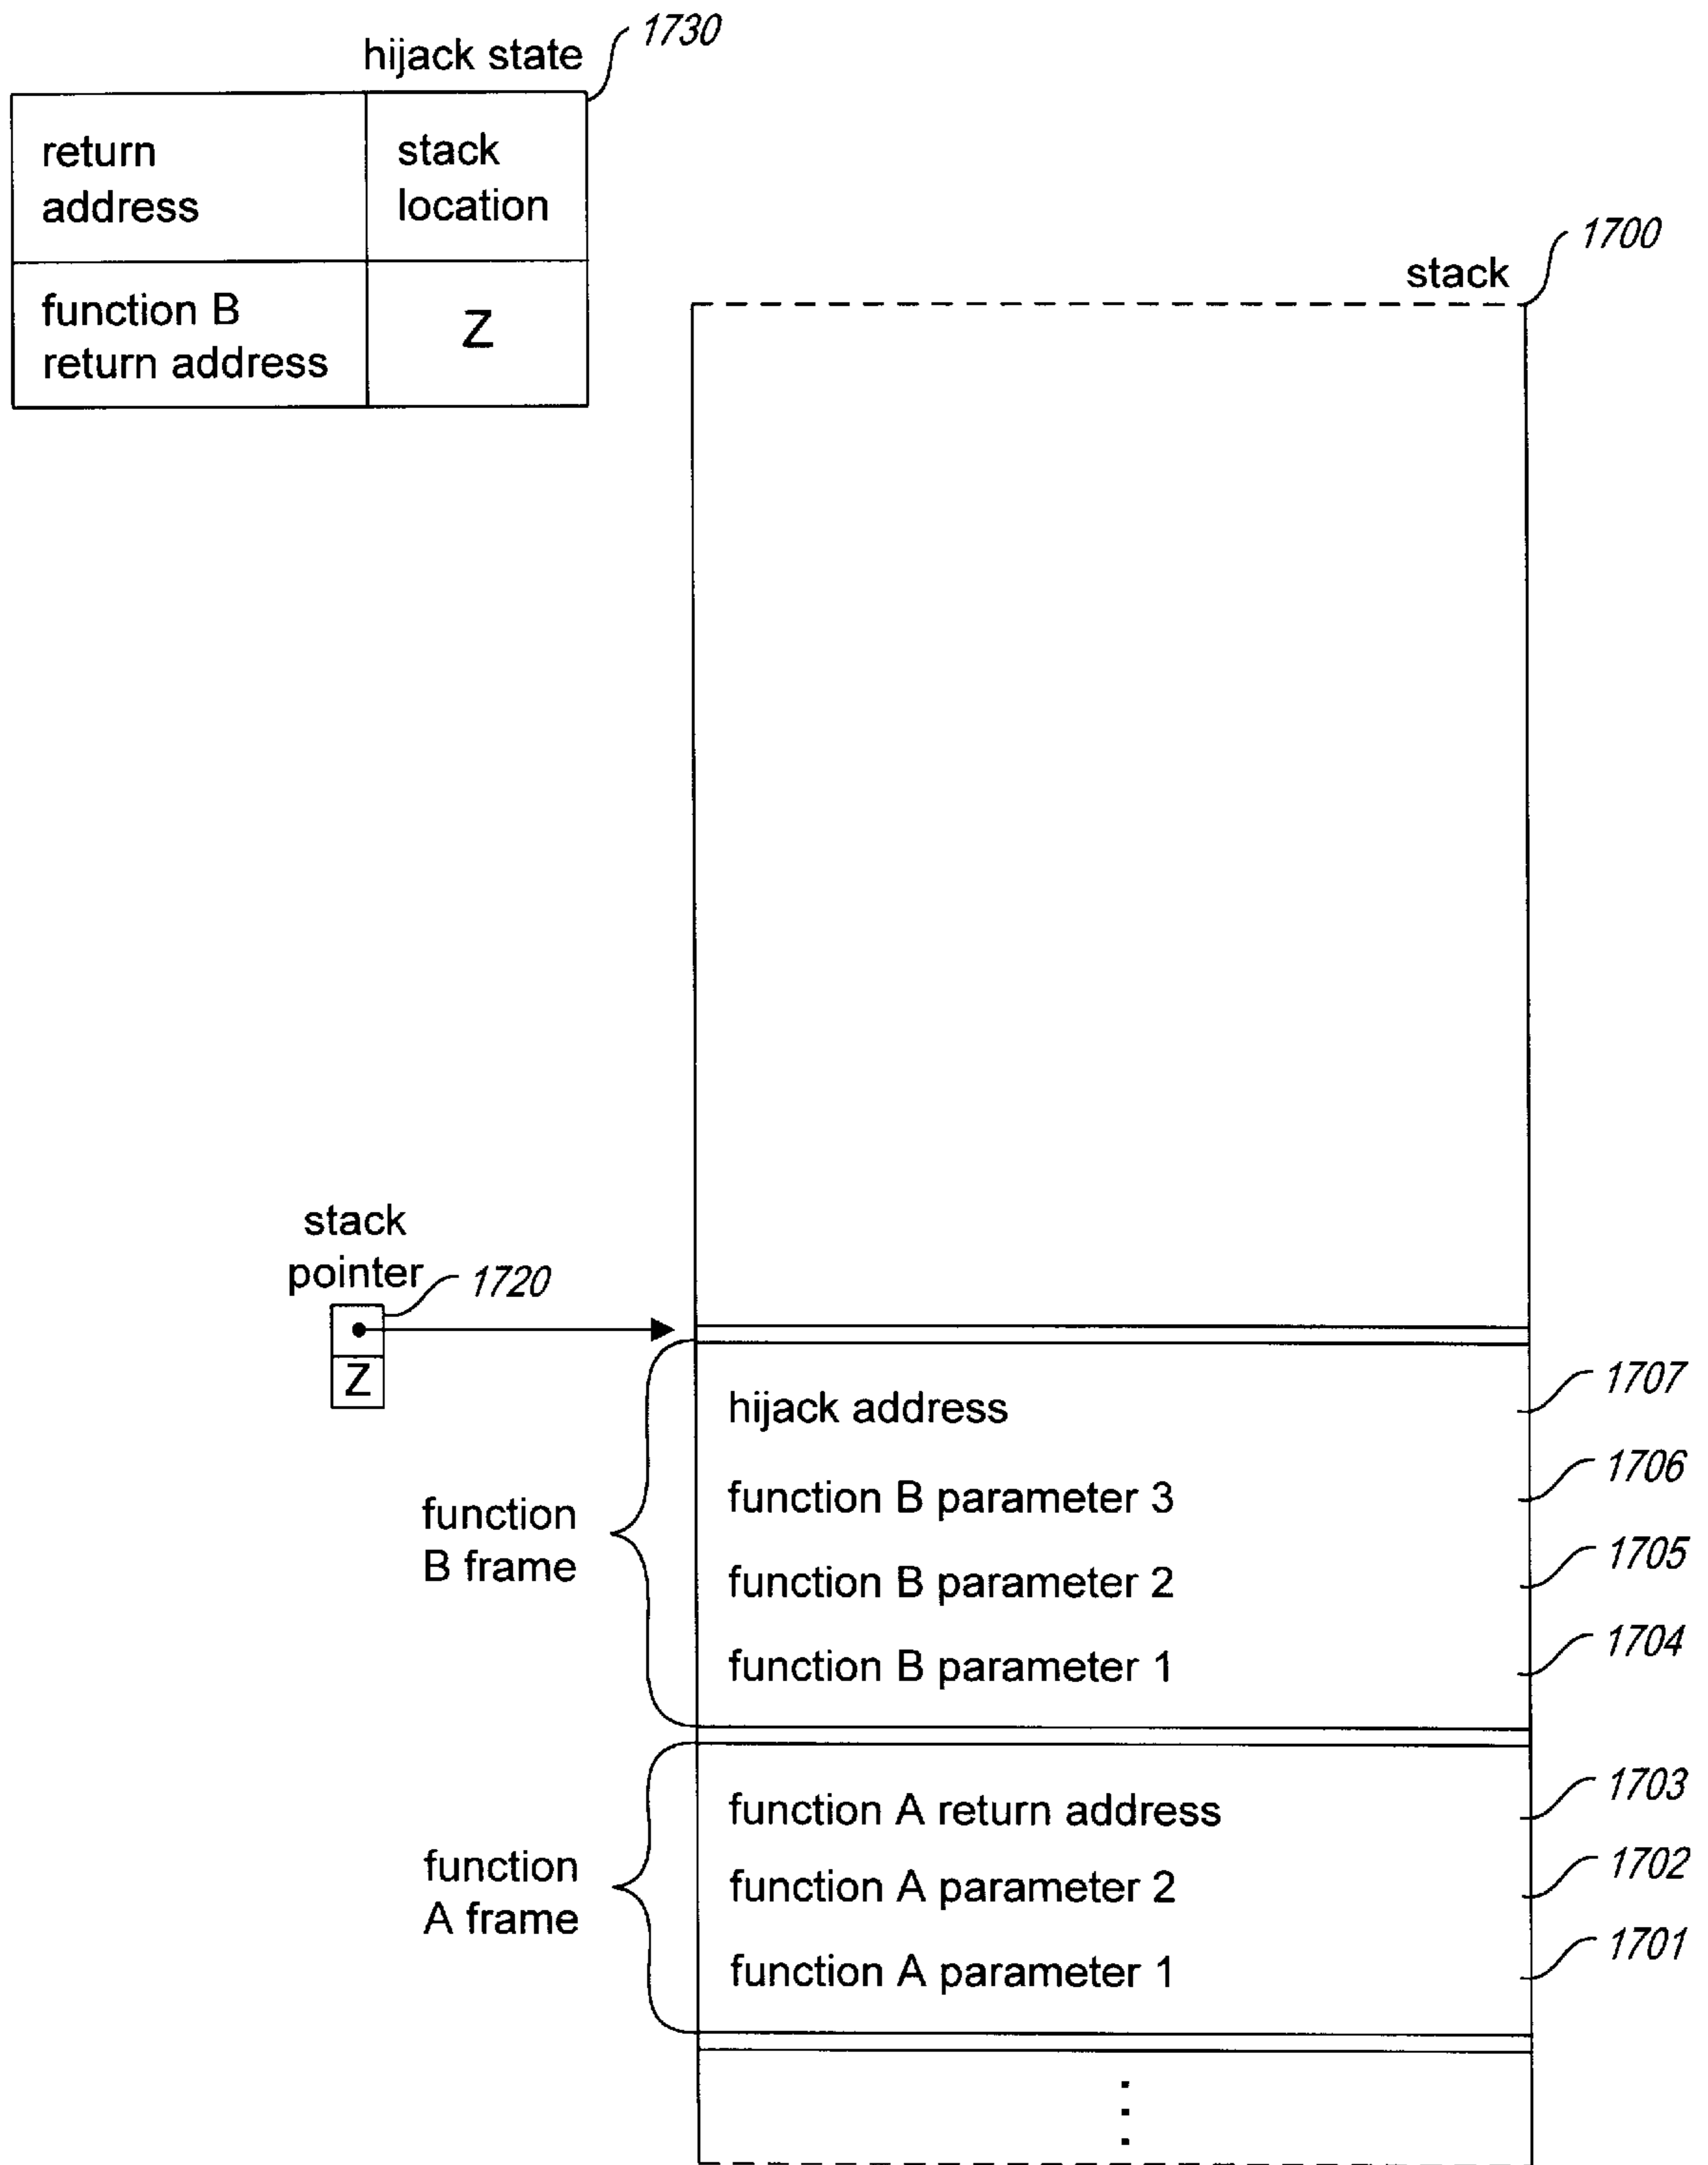 1730
hijack state
return
address
stack
location
function B
return address
Z
1700
stack
stack
pointer
1720
Z
hijack address
1707
function B parameter 3
1706
function
B frame
function B parameter 2
1705
function B parameter 1
1704
function A return address
1703
function
A frame
function A parameter 2
1702
function A parameter 1
1701